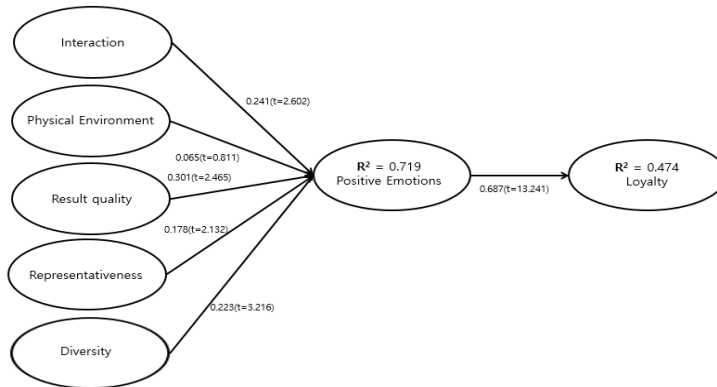 Interaction
0.241(t=2.602)
Physical Environment
0.065(t=0.811)
0.301(t=2.465)
R² = 0.719
Positive Emotions
0.687(t=13.241)
R² = 0.474
Loyalty
Result quality
0.178(t=2.132)
Representativeness
0.223(t=3.216)
Diversity